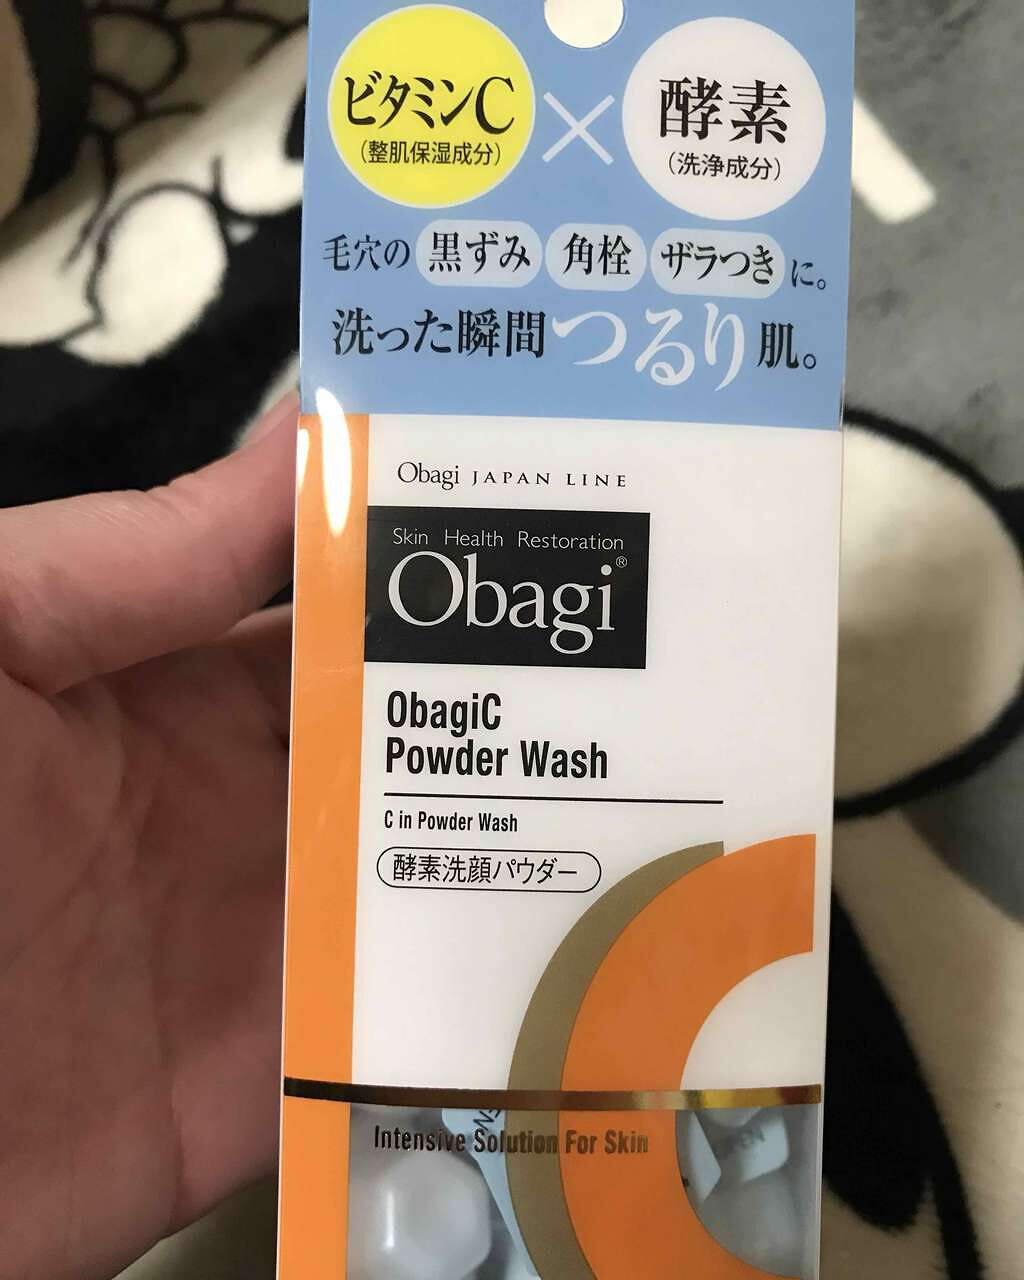 ビタミンC × 酵素
(整肌保湿成分) (洗浄成分)
毛穴の 黒ずみ 角栓 ザラつき に。
洗った瞬間つるり肌。
Obagi JAPAN LINE
Skin Health Restoration
Obagi®
ObagiC
Powder Wash
C in Powder Wash
酵素洗顔パウダー
Intensive Solution For Skin